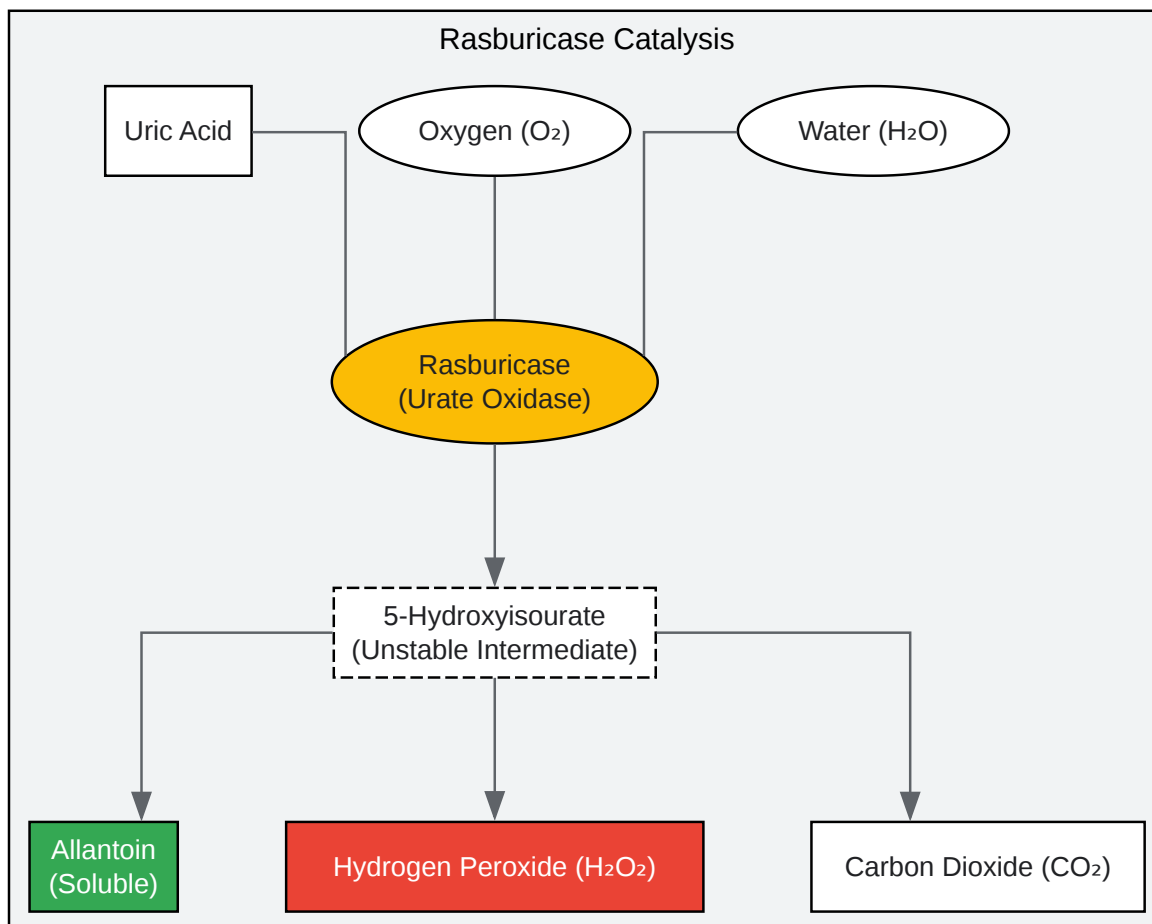 Rasburicase Catalysis
Uric Acid
Oxygen (O₂)
Water (H₂O)
Rasburicase
(Urate Oxidase)
5-Hydroxyisourate
(Unstable Intermediate)
Allantoin
(Soluble)
Hydrogen Peroxide (H₂O₂)
Carbon Dioxide (CO₂)